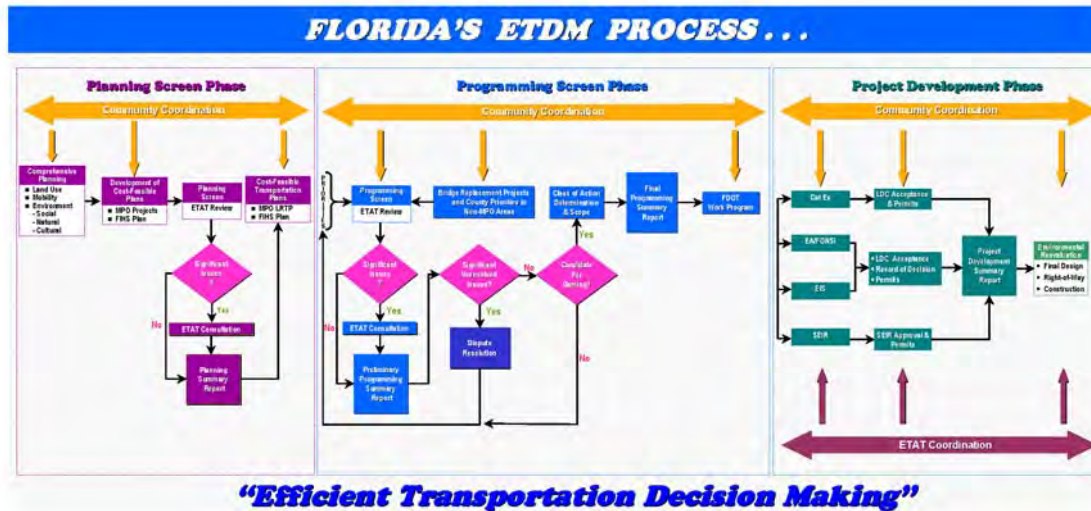 FLORIDA'S ETDM PROCESS . . .
Planning Screen Phase
Community Coordination
Comprehensive
Planning
Land Use
Mobility
Environment
- Social
- Natural
- Cultural
Development of
Cost-Feasible Plans
MPO Projects
FIHS Plan
Planning
Screen
ETAT Review
Cost-Feasible
Transportation
Plans
MPO LRTP
FIHS Plan
Significant
Issues
?
No
Yes
ETAT Consultation
Planning
Summary
Report
Programming Screen Phase
Community Coordination
Programming
Screen
ETAT Review
Bridge Replacement Projects
and County Priorities in
Non-MPO Areas
Class of Action
Determination
& Scope
Final
Programming
Summary
Report
FDOT
Work Program
Yes
Significant
Issues
?
Significant
Unresolved
Issues?
No
Candidate
For
No
Yes
Yes
ETAT Consultation
Dispute
Resolution
No
Preliminary
Programming
Summary
Report
Project Development Phase
Community Coordination
Cat Ex
LDC Acceptance
& Permits
EA/FONSI
EIS
• LDC Acceptance
• Record of Decision
• Permits
Project
Development
Summary
Report
Environmental
Reevaluation
• Final Design
• Right-of-Way
• Construction
SEIR
SEIR Approval &
Permits
ETAT Coordination
“Efficient Transportation Decision Making”